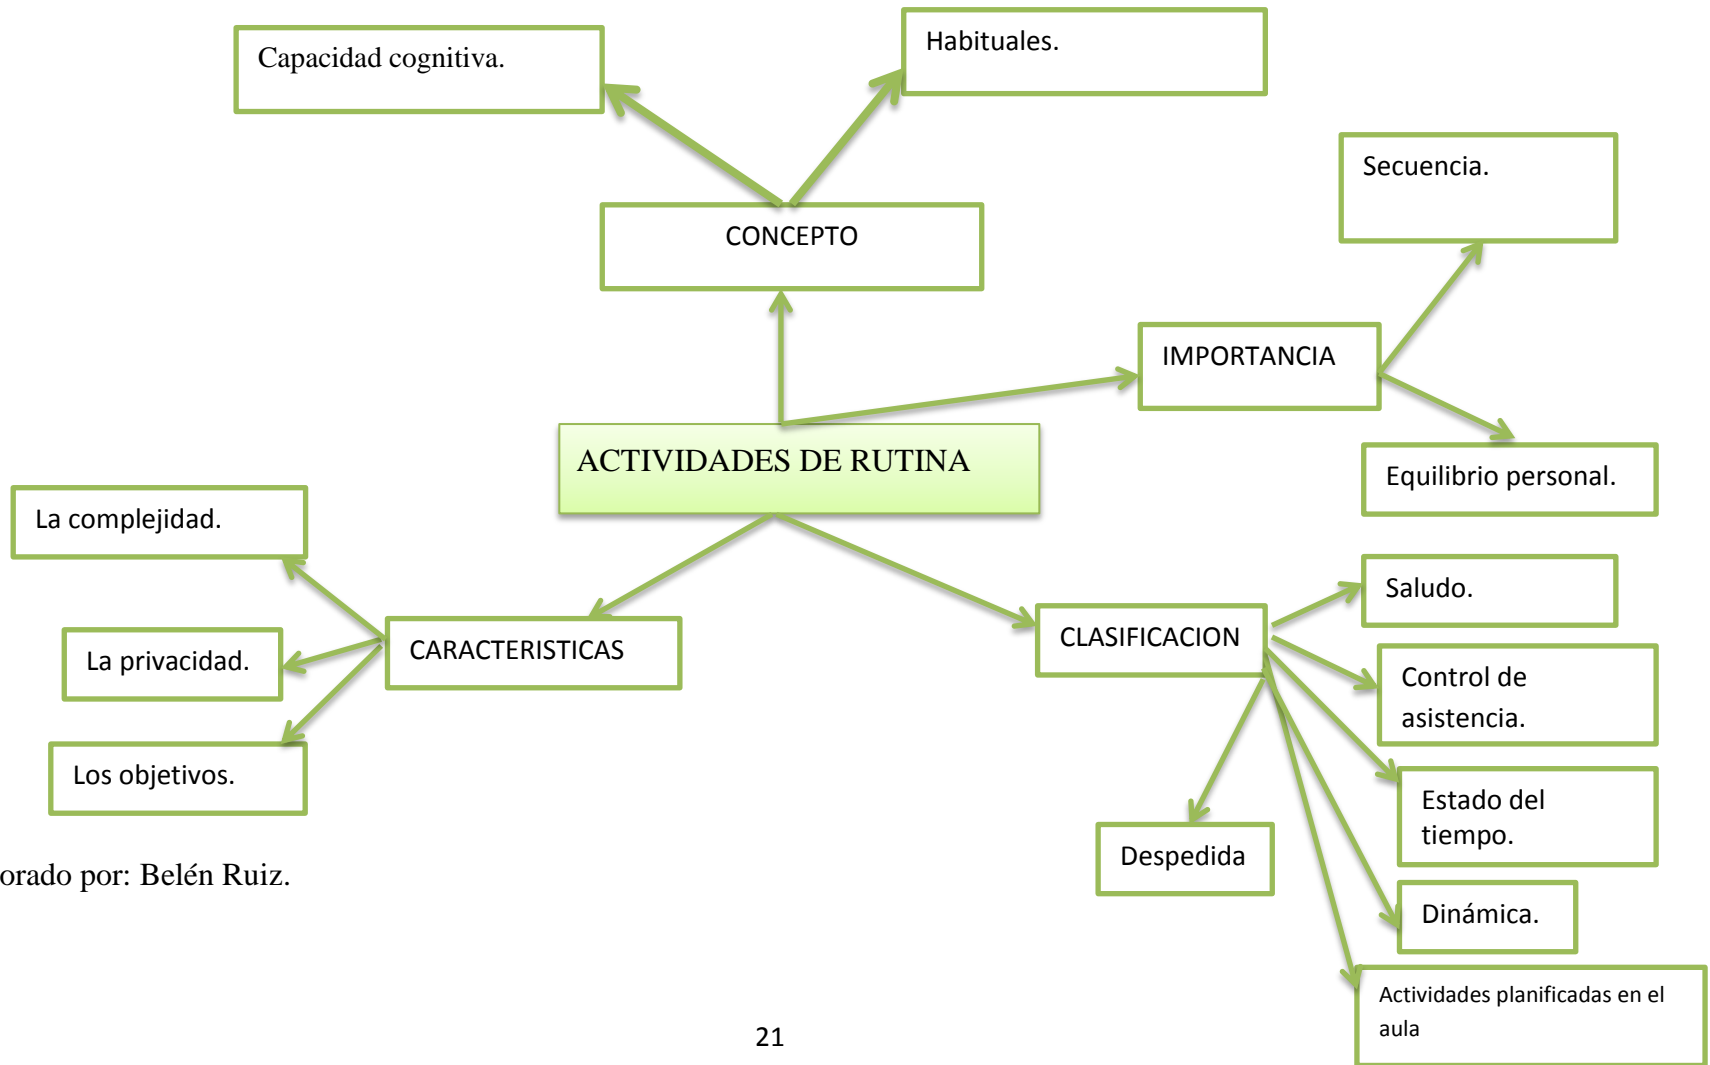 Capacidad cognitiva.
Habituales.
Secuencia.
CONCEPTO
IMPORTANCIA
ACTIVIDADES DE RUTINA
Equilibrio personal.
La complejidad.
Saludo.
CARACTERISTICAS
CLASIFICACION
La privacidad.
Control de
asistencia.
Los objetivos.
Estado del
tiempo.
Despedida
orado por: Belén Ruiz.
Dinámica.
Actividades planificadas en el
aula
21